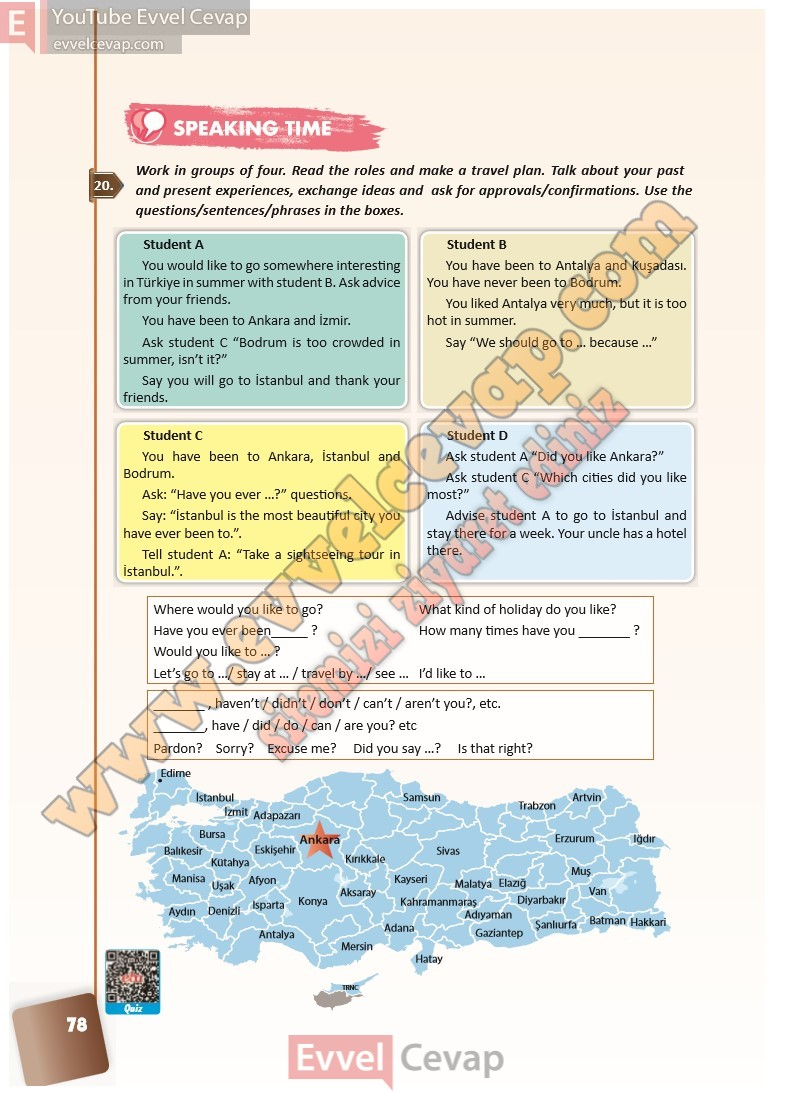 E YouTube Evvel Cevap
evvelcevap.com
SPEAKING TIME
20.
Work in groups of four. Read the roles and make a travel plan. Talk about your past
and present experiences, exchange ideas and ask for approvals/confirmations. Use the
questions/sentences/phrases in the boxes.
Student A
You would like to go somewhere interesting
in Türkiye in summer with student B. Ask advice
from your friends.
You have been to Ankara and İzmir.
Ask student C “Bodrum is too crowded in
summer, isn’t it?”
Say you will go to İstanbul and thank your
friends.
Student B
You have been to Antalya and Kuşadası.
You have never been to Bodrum.
You liked Antalya very much, but it is too
hot in summer.
Say “We should go to ... because ...”
Student C
You have been to Ankara, İstanbul and
Bodrum.
Ask: “Have you ever ...?” questions.
Say: “İstanbul is the most beautiful city you
have ever been to.”.
Tell student A: “Take a sightseeing tour in
İstanbul.”.
Student D
Ask student A “Did you like Ankara?”
Ask student C “Which cities did you like
most?”
Advise student A to go to İstanbul and
stay there for a week. Your uncle has a hotel
there.
Where would you like to go? What kind of holiday do you like?
Have you ever been_____ ? How many times have you _______ ?
Would you like to ... ?
Let’s go to .../ stay at ... / travel by .../ see ... I’d like to ...
_______ , haven’t / didn’t / don’t / can’t / aren’t you?, etc.
_______, have / did / do / can / are you? etc
Pardon? Sorry? Excuse me? Did you say ...? Is that right?
www.evvelcevap.com
sitemizi ziyaret ediniz
Edirne
İstanbul
İzmit
Adapazarı
Samsun
Trabzon
Artvin
Bursa
Eskişehir
Ankara
Sivas
Erzurum
Iğdır
Balıkesir
Kütahya
Kırıkkale
Manisa
Uşak
Afyon
Kayseri
Malatya
Elazığ
Muş
Van
Aydın
Denizli
Isparta
Konya
Aksaray
Kahramanmaraş
Diyarbakır
Adıyaman
Antalya
Adana
Gaziantep
Şanlıurfa
Batman
Hakkari
Mersin
Hatay
TRNC
Quiz
78
Evvel Cevap